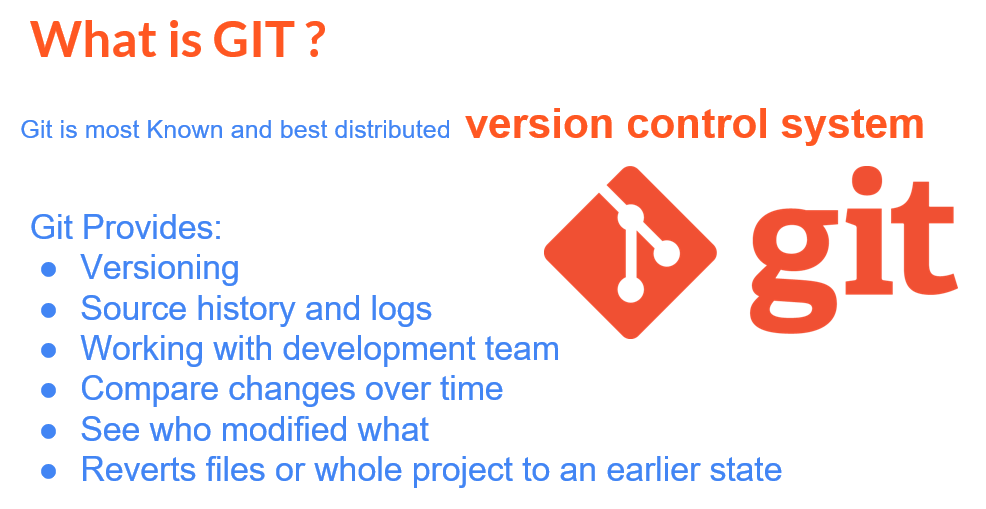 What is GIT ?
Git is most Known and best distributed version control system
git
Git Provides:
● Versioning
● Source history and logs
● Working with development team
● Compare changes over time
● See who modified what
● Reverts files or whole project to an earlier state